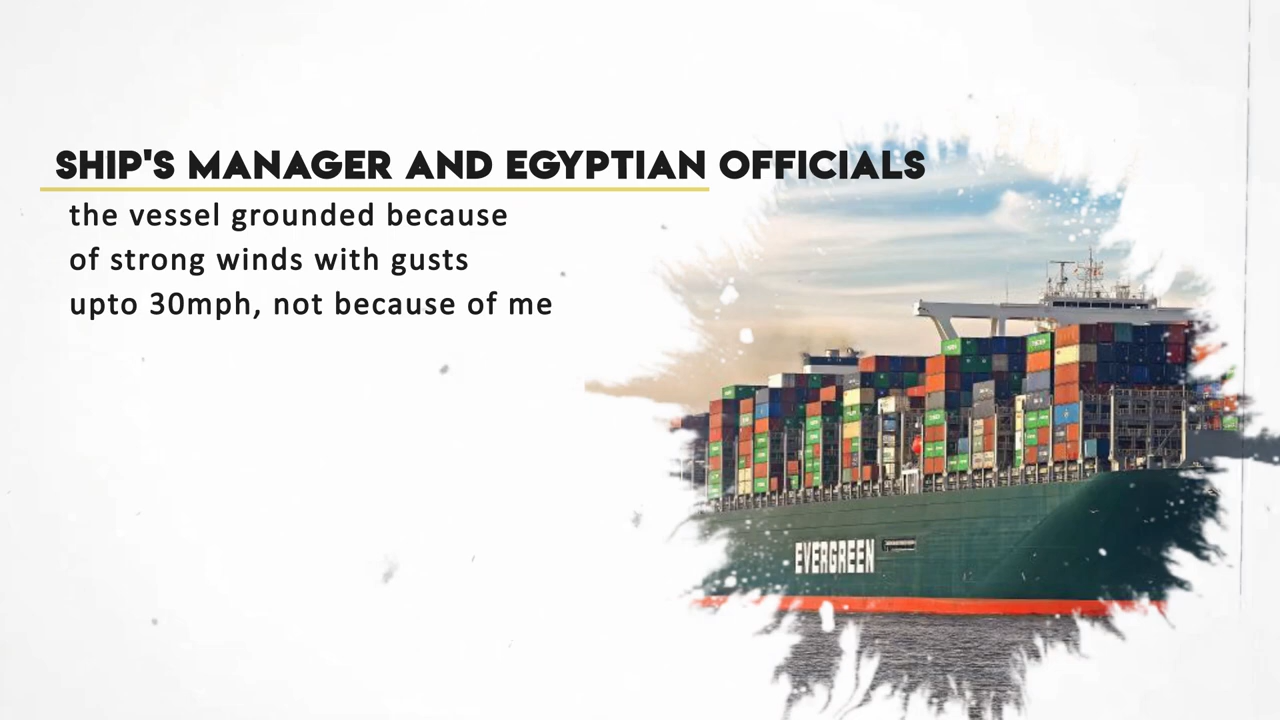 SHIP'S MANAGER AND EGYPTIAN OFFICIALS
the vessel grounded because
of strong winds with gusts
upto 30mph, not because of me
EVERGREEN